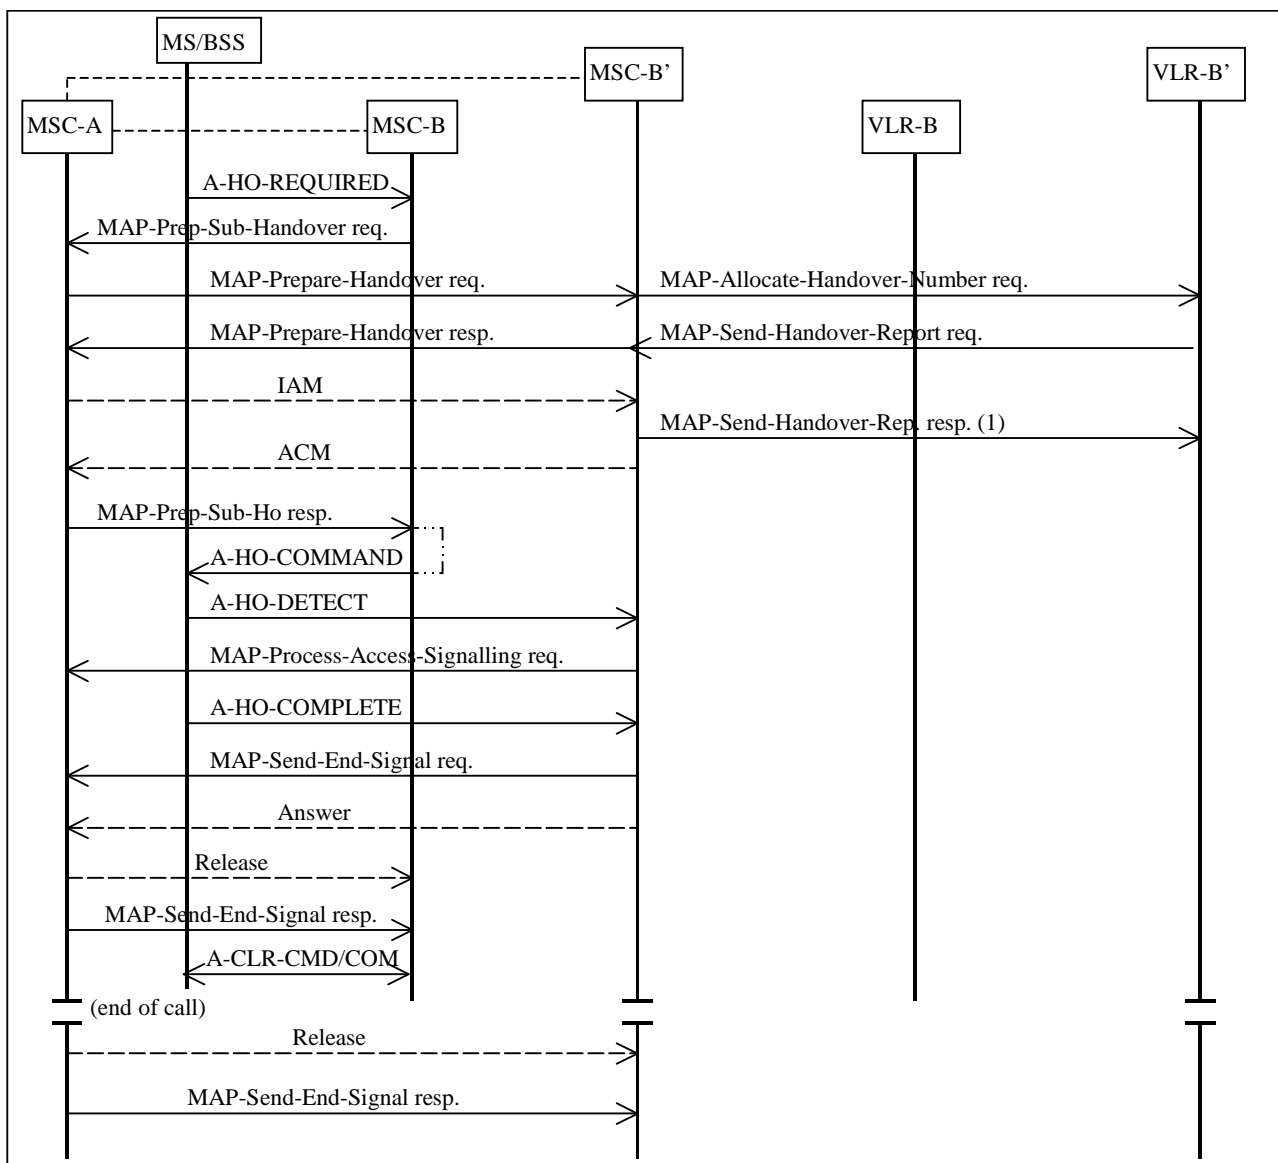 MS/BSS
MSC-B’
VLR-B’
MSC-A
MSC-B
VLR-B
A-HO-REQUIRED
MAP-Prep-Sub-Handover req.
MAP-Prepare-Handover req.
MAP-Allocate-Handover-Number req.
MAP-Prepare-Handover resp.
MAP-Send-Handover-Report req.
IAM
MAP-Send-Handover-Rep. resp. (1)
ACM
MAP-Prep-Sub-Ho resp.
A-HO-COMMAND
A-HO-DETECT
MAP-Process-Access-Signalling req.
A-HO-COMPLETE
MAP-Send-End-Signal req.
Answer
Release
MAP-Send-End-Signal resp.
A-CLR-CMD/COM
(end of call)
Release
MAP-Send-End-Signal resp.